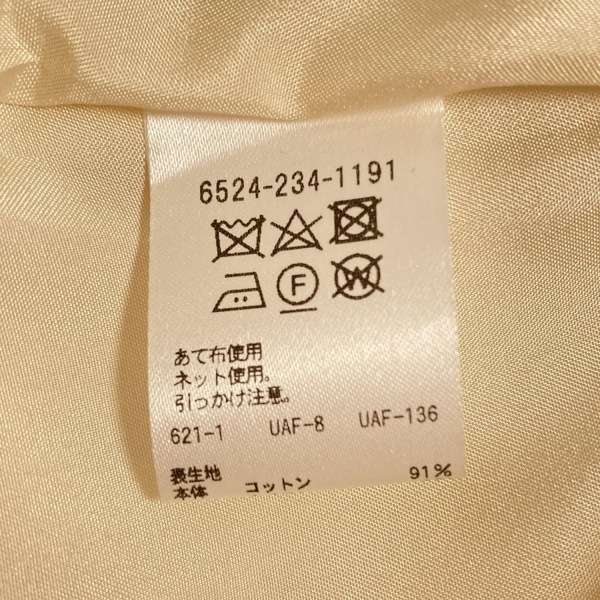 6524-234-1191
F
W
あて布使用
ネット使用。
引っかけ注意。
621-1 UAF-8 UAF-136
表生地
本体 コットン 91%